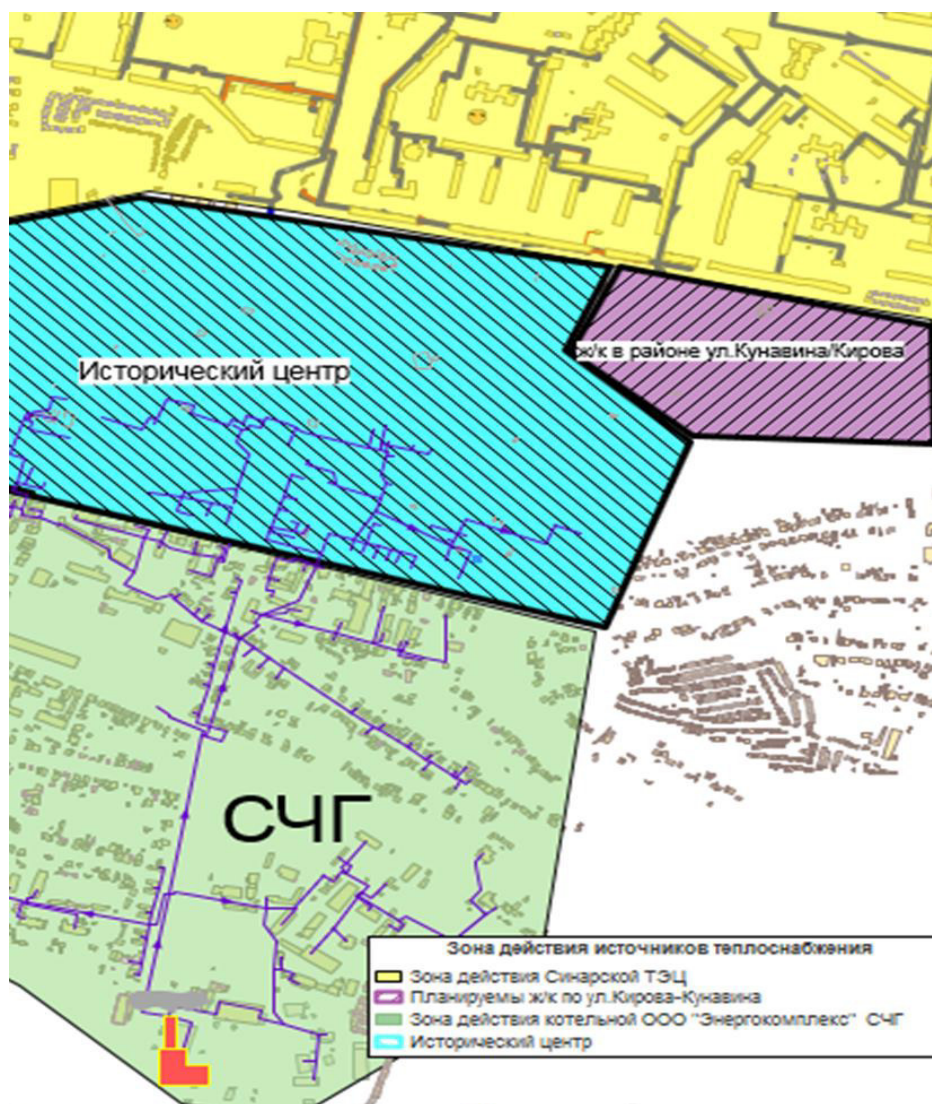 ж/к в районе ул.Кунавина/Кирова
Исторический центр
СЧГ
Зона действия источников теплоснабжения
Зона действия Синарской ТЭЦ
Планируемы ж/к по ул.Кирова-Кунавина
Зона действия котельной ООО "Энергокомплекс" СЧГ
Исторический центр